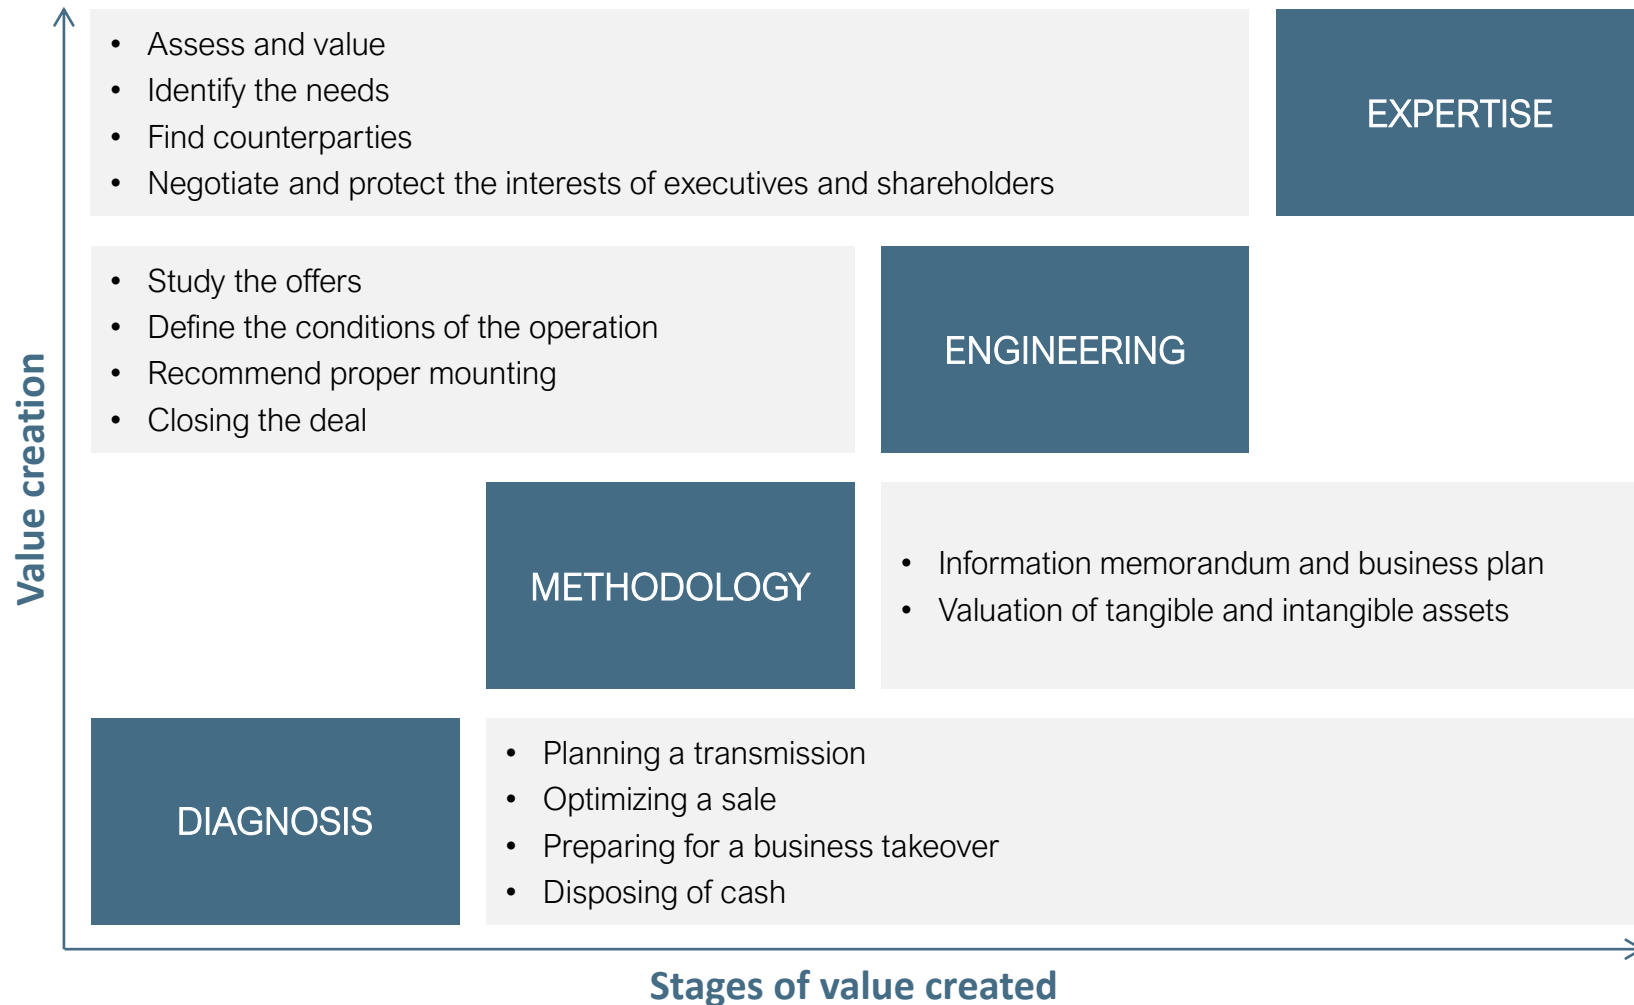 • Assess and value
• Identify the needs
• Find counterparties
• Negotiate and protect the interests of executives and shareholders
EXPERTISE
• Study the offers
• Define the conditions of the operation
• Recommend proper mounting
• Closing the deal
ENGINEERING
Value creation
METHODOLOGY
• Information memorandum and business plan
• Valuation of tangible and intangible assets
DIAGNOSIS
• Planning a transmission
• Optimizing a sale
• Preparing for a business takeover
• Disposing of cash
Stages of value created